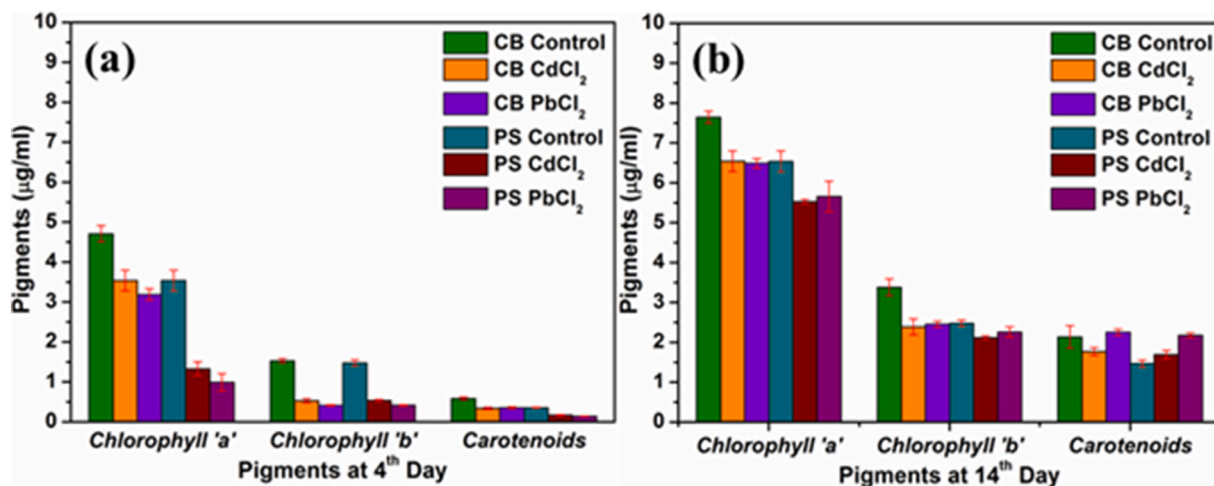 (a)
10
9
8
7
6
5
4
3
2
1
0
Pigments (μg/ml)
CB Control
CB CdCl₂
CB PbCl₂
PS Control
PS CdCl₂
PS PbCl₂
Chlorophyll 'a'
Chlorophyll 'b'
Carotenoids
Pigments at 4th Day
(b)
10
9
8
7
6
5
4
3
2
1
0
Pigments (μg/ml)
CB Control
CB CdCl₂
CB PbCl₂
PS Control
PS CdCl₂
PS PbCl₂
Chlorophyll 'a'
Chlorophyll 'b'
Carotenoids
Pigments at 14th Day